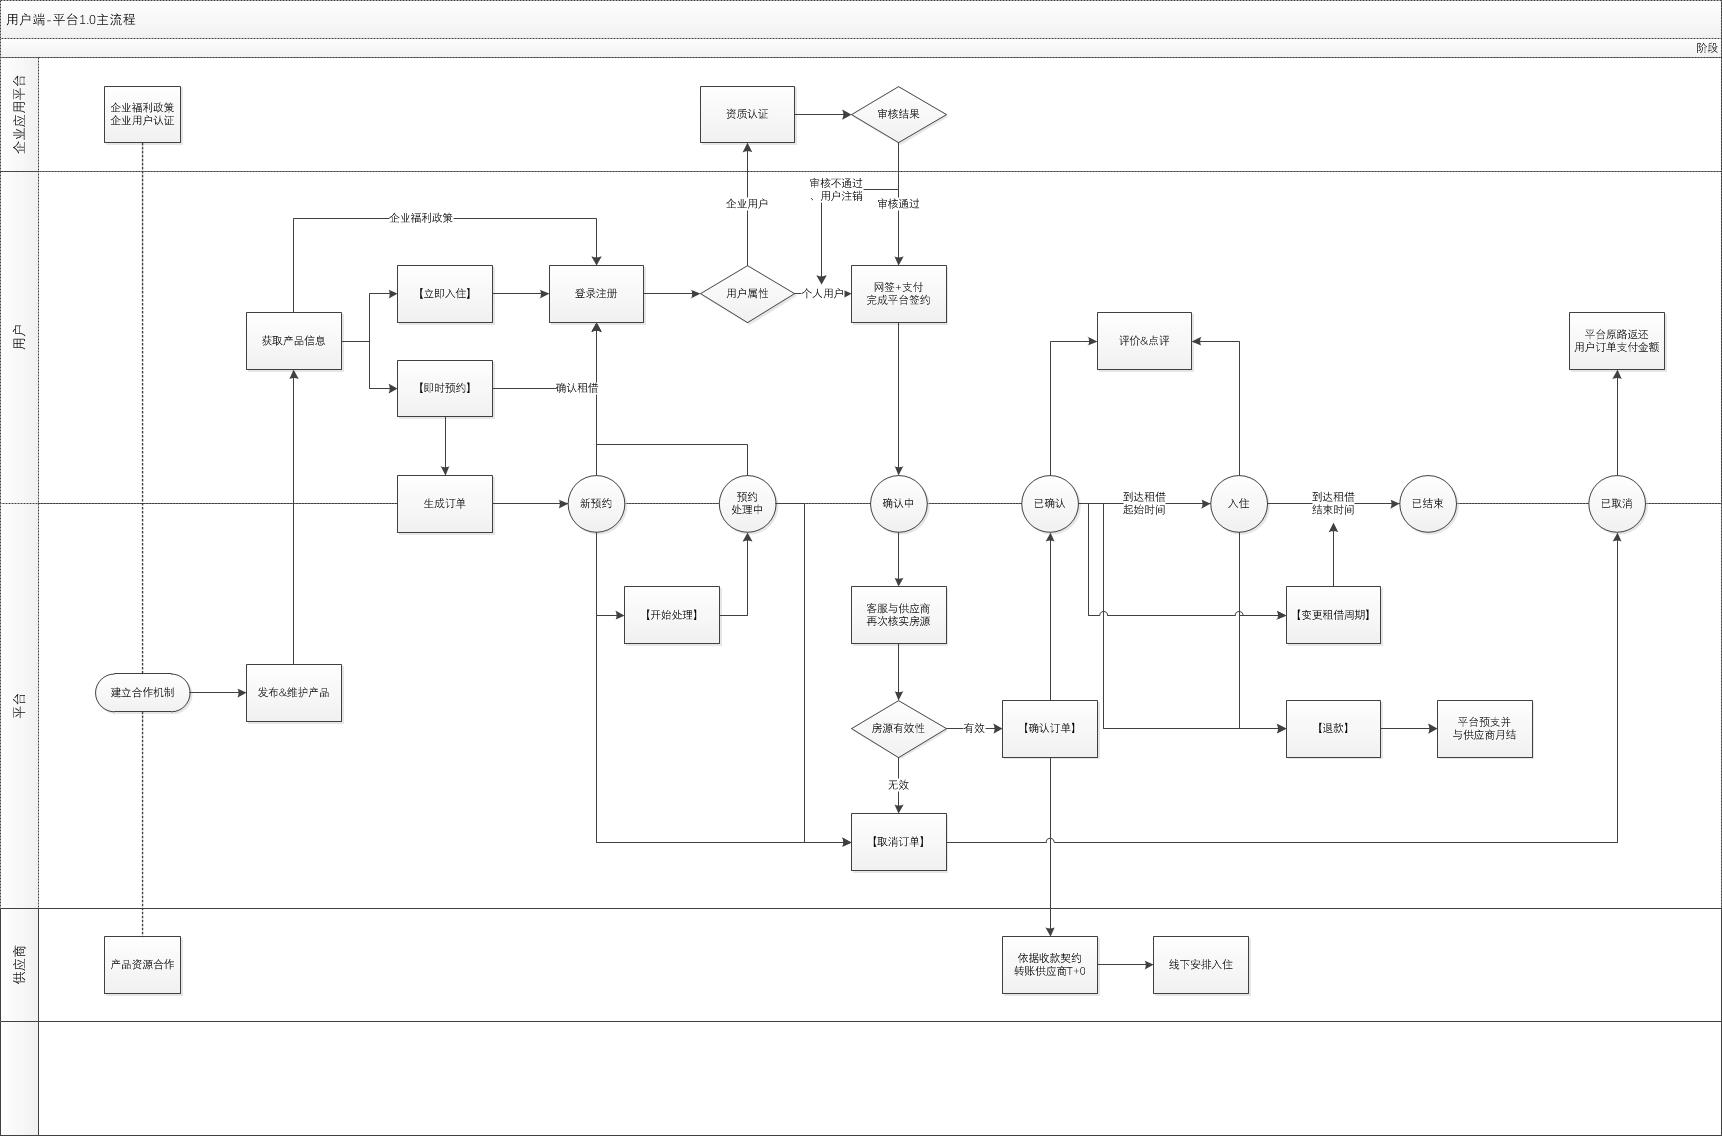 用户端-平台1.0主流程
阶段
企业应用平台
企业福利政策
企业用户认证
资质认证
审核结果
用户
审核不通过
、用户注销
企业用户
审核通过
企业福利政策
【立即入住】
登录注册
用户属性
个人用户
网签+支付
完成平台签约
获取产品信息
评价&点评
平台原路返还
用户订单支付金额
【即时预约】
确认租借
生成订单
新预约
预约
处理中
确认中
已确认
到达租借
起始时间
入住
到达租借
结束时间
已结束
已取消
平台
【开始处理】
客服与供应商
再次核实房源
【变更租借周期】
建立合作机制
发布&维护产品
房源有效性
有效
【确认订单】
【退款】
平台预支并
与供应商月结
无效
【取消订单】
供应商
产品资源合作
依据收款契约
转账供应商T+0
线下安排入住